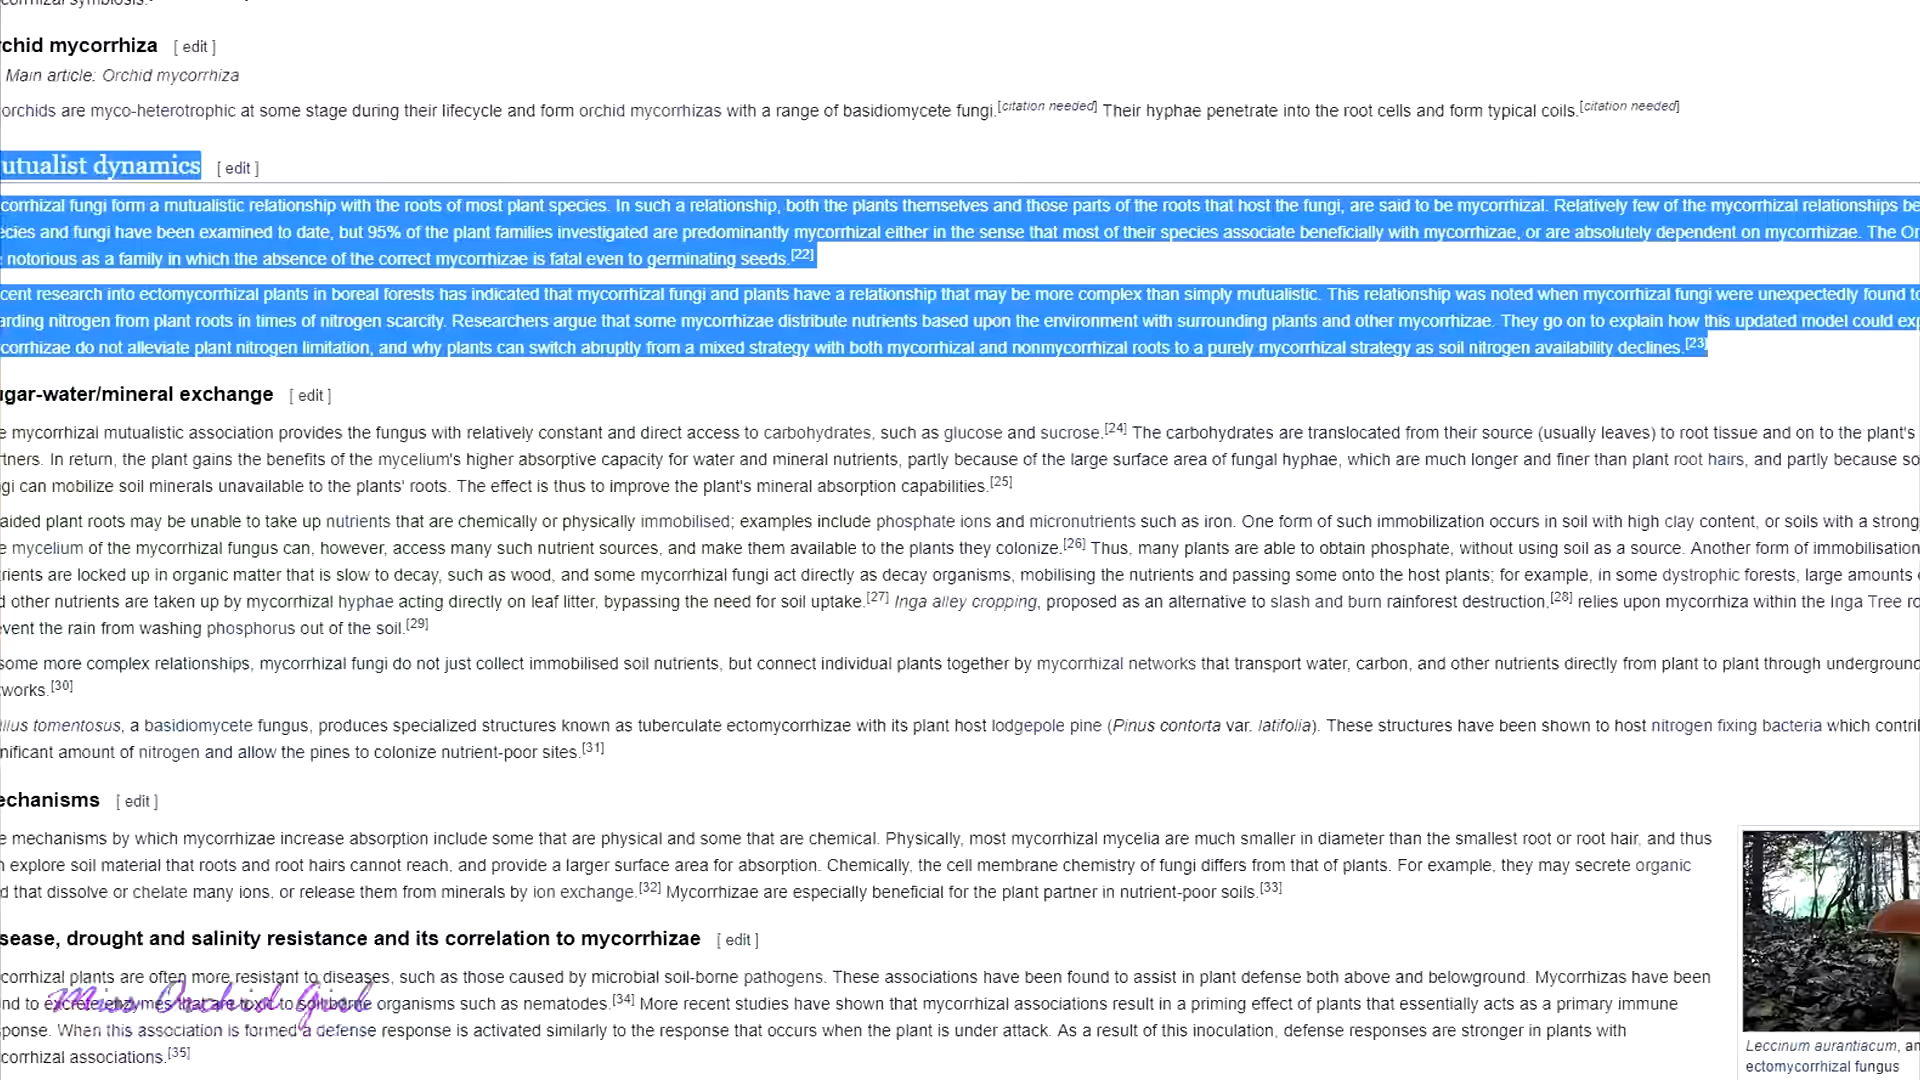 corrhizal symbiosis.
rchid mycorrhiza [ edit ]
Main article: Orchid mycorrhiza
orchids are myco-heterotrophic at some stage during their lifecycle and form orchid mycorrhizas with a range of basidiomycete fungi.[citation needed] Their hyphae penetrate into the root cells and form typical coils.[citation needed]
utualist dynamics [ edit ]
corrhizal fungi form a mutualistic relationship with the roots of most plant species. In such a relationship, both the plants themselves and those parts of the roots that host the fungi, are said to be mycorrhizal. Relatively few of the mycorrhizal relationships be
ecies and fungi have been examined to date, but 95% of the plant families investigated are predominantly mycorrhizal either in the sense that most of their species associate beneficially with mycorrhizae, or are absolutely dependent on mycorrhizae. The Or
notorious as a family in which the absence of the correct mycorrhizae is fatal even to germinating seeds.[22]
cent research into ectomycorrhizal plants in boreal forests has indicated that mycorrhizal fungi and plants have a relationship that may be more complex than simply mutualistic. This relationship was noted when mycorrhizal fungi were unexpectedly found to
arding nitrogen from plant roots in times of nitrogen scarcity. Researchers argue that some mycorrhizae distribute nutrients based upon the environment with surrounding plants and other mycorrhizae. They go on to explain how this updated model could exp
corrhizae do not alleviate plant nitrogen limitation, and why plants can switch abruptly from a mixed strategy with both mycorrhizal and nonmycorrhizal roots to a purely mycorrhizal strategy as soil nitrogen availability declines.[23]
ugar-water/mineral exchange [ edit ]
e mycorrhizal mutualistic association provides the fungus with relatively constant and direct access to carbohydrates, such as glucose and sucrose.[24] The carbohydrates are translocated from their source (usually leaves) to root tissue and on to the plant's
rtners. In return, the plant gains the benefits of the mycelium's higher absorptive capacity for water and mineral nutrients, partly because of the large surface area of fungal hyphae, which are much longer and finer than plant root hairs, and partly because so
gi can mobilize soil minerals unavailable to the plants' roots. The effect is thus to improve the plant's mineral absorption capabilities.[25]
aided plant roots may be unable to take up nutrients that are chemically or physically immobilised; examples include phosphate ions and micronutrients such as iron. One form of such immobilization occurs in soil with high clay content, or soils with a strong
e mycelium of the mycorrhizal fungus can, however, access many such nutrient sources, and make them available to the plants they colonize.[26] Thus, many plants are able to obtain phosphate, without using soil as a source. Another form of immobilisation
rients are locked up in organic matter that is slow to decay, such as wood, and some mycorrhizal fungi act directly as decay organisms, mobilising the nutrients and passing some onto the host plants; for example, in some dystrophic forests, large amounts
d other nutrients are taken up by mycorrhizal hyphae acting directly on leaf litter, bypassing the need for soil uptake.[27] Inga alley cropping, proposed as an alternative to slash and burn rainforest destruction,[28] relies upon mycorrhiza within the Inga Tree ro
event the rain from washing phosphorus out of the soil.[29]
some more complex relationships, mycorrhizal fungi do not just collect immobilised soil nutrients, but connect individual plants together by mycorrhizal networks that transport water, carbon, and other nutrients directly from plant to plant through underground
works.[30]
illus tomentosus, a basidiomycete fungus, produces specialized structures known as tuberculate ectomycorrhizae with its plant host lodgepole pine (Pinus contorta var. latifolia). These structures have been shown to host nitrogen fixing bacteria which contri
nificant amount of nitrogen and allow the pines to colonize nutrient-poor sites.[31]
echanisms [ edit ]
e mechanisms by which mycorrhizae increase absorption include some that are physical and some that are chemical. Physically, most mycorrhizal mycelia are much smaller in diameter than the smallest root or root hair, and thus
n explore soil material that roots and root hairs cannot reach, and provide a larger surface area for absorption. Chemically, the cell membrane chemistry of fungi differs from that of plants. For example, they may secrete organic
d that dissolve or chelate many ions, or release them from minerals by ion exchange.[32] Mycorrhizae are especially beneficial for the plant partner in nutrient-poor soils.[33]
sease, drought and salinity resistance and its correlation to mycorrhizae [ edit ]
corrhizal plants are often more resistant to diseases, such as those caused by microbial soil-borne pathogens. These associations have been found to assist in plant defense both above and belowground. Mycorrhizas have been
nd to excrete enzymes that are toxic to soil borne organisms such as nematodes.[34] More recent studies have shown that mycorrhizal associations result in a priming effect of plants that essentially acts as a primary immune
Miss Orchid Girl
ponse. When this association is formed a defense response is activated similarly to the response that occurs when the plant is under attack. As a result of this inoculation, defense responses are stronger in plants with
corrhizal associations.[35]
Leccinum aurantiacum, an
ectomycorrhizal fungus